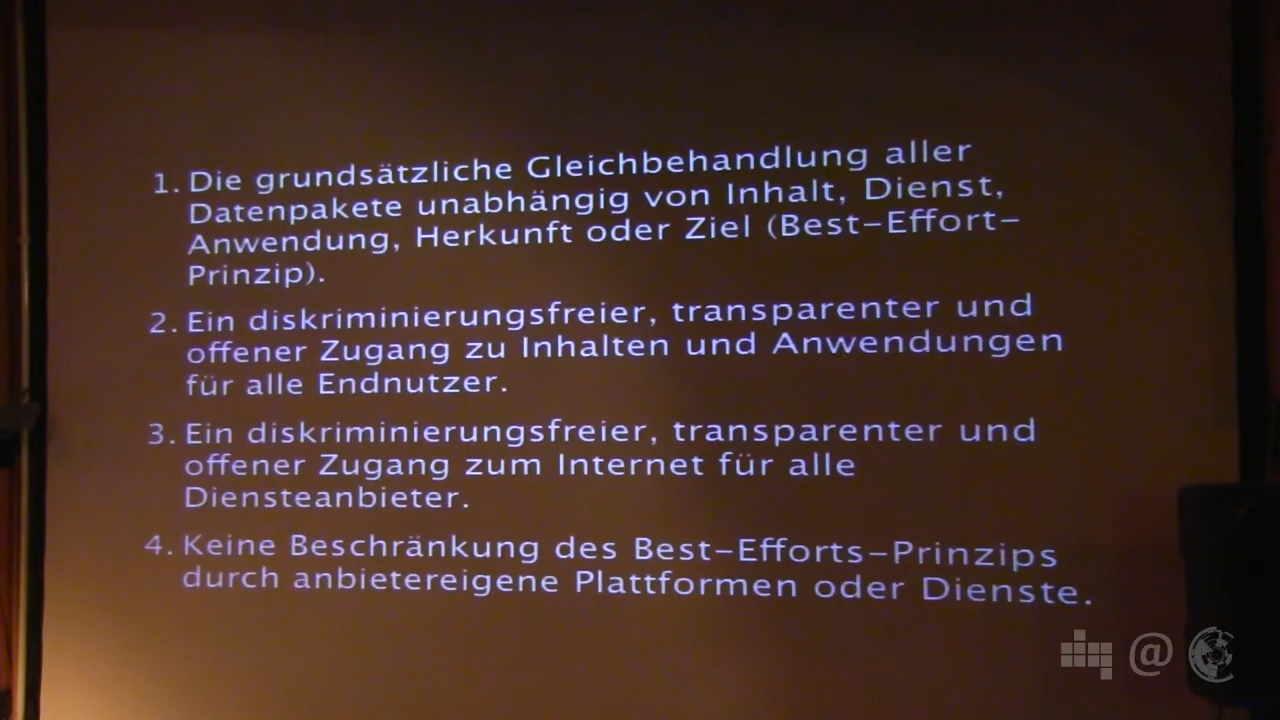 1. Die grundsätzliche Gleichbehandlung aller
Datenpakete unabhängig von Inhalt, Dienst,
Anwendung, Herkunft oder Ziel (Best-Effort-
Prinzip).
2. Ein diskriminierungsfreier, transparenter und
offener Zugang zu Inhalten und Anwendungen
für alle Endnutzer.
3. Ein diskriminierungsfreier, transparenter und
offener Zugang zum Internet für alle
Diensteanbieter.
4. Keine Beschränkung des Best-Efforts-Prinzips
durch anbietereigene Plattformen oder Dienste.
@